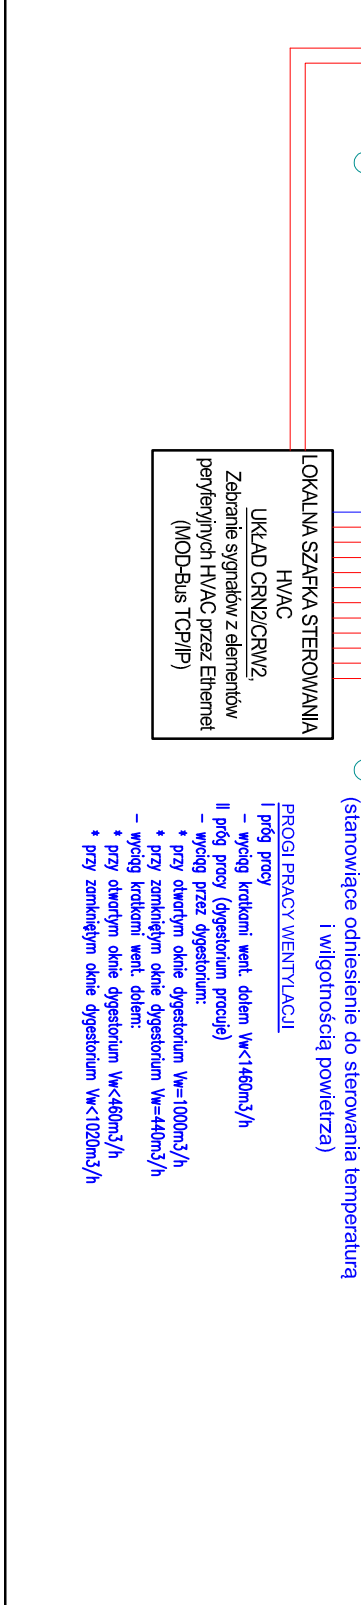 LOKALNA SZAFKA STEROWANIA
HVAC
UKŁAD CRN2/CRW2,
Zebranie sygnałów z elementów
peryferyjnych HVAC przez Ethernet
(MOD-Bus TCP/IP)
(stanowiące odniesienie do sterowania temperaturą
i wilgotnością powietrza)
PROGI PRACY WENTYLACJI
I próg pracy
– wyciąg kratkami went. dołem Vw<1460m3/h
II próg pracy (dygestorium pracuje)
– wyciąg przez dygestorium:
* przy otwartym oknie dygestorium Vw=1000m3/h
* przy zamkniętym oknie dygestorium Vw=440m3/h
– wyciąg kratkami went. dołem:
* przy otwartym oknie dygestorium Vw<460m3/h
* przy zamkniętym oknie dygestorium Vw<1020m3/h